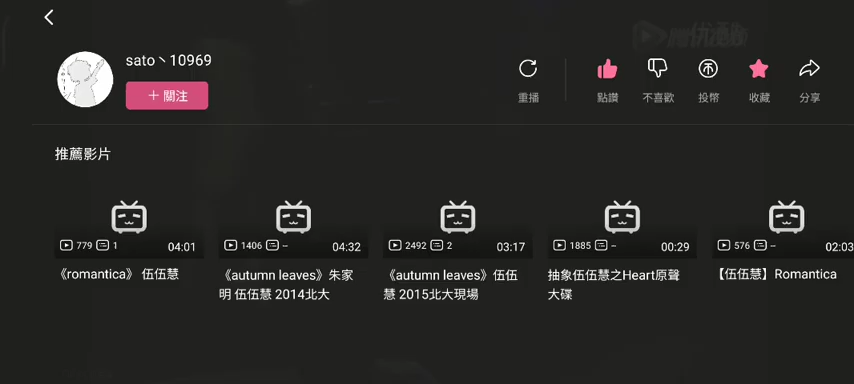 sato丶10969
＋ 關注
重播
點讚
不喜歡
投幣
收藏
分享
优酷
推薦影片
779 1 04:01
《romantica》 伍伍慧
1406 -- 04:32
《autumn leaves》朱家
明 伍伍慧 2014北大
2492 2 03:17
《autumn leaves》伍伍
慧 2015北大現場
1885 -- 00:29
抽象伍伍慧之Heart原聲
大碟
576 -- 02:03
【伍伍慧】Romantica